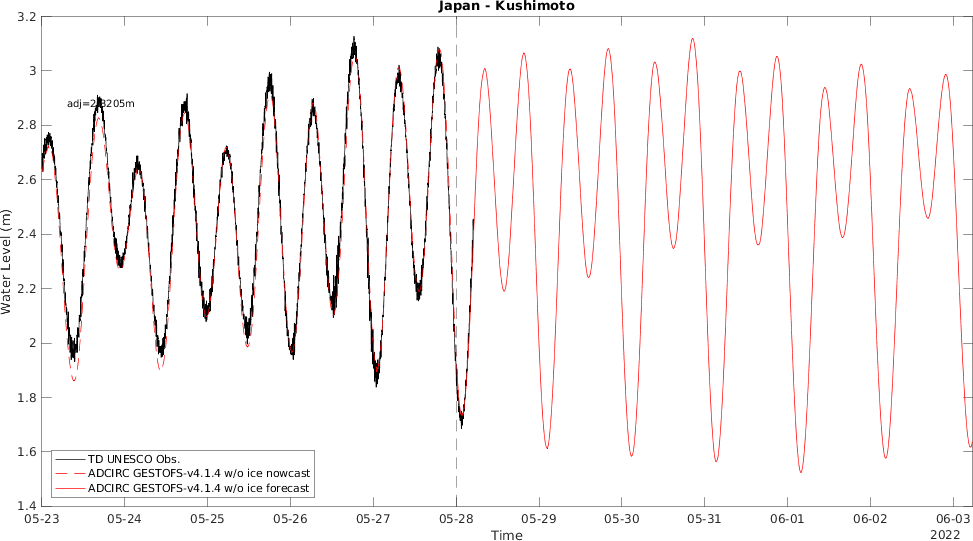 Japan - Kushimoto
3.2
3
2.8
2.6
2.4
2.2
2
1.8
1.6
1.4
Water Level (m)
TD UNESCO Obs.
ADCIRC GESTOFS-v4.1.4 w/o ice nowcast
ADCIRC GESTOFS-v4.1.4 w/o ice forecast
05-23 05-24 05-25 05-26 05-27 05-28 05-29 05-30 05-31 06-01 06-02 06-03
Time
2022